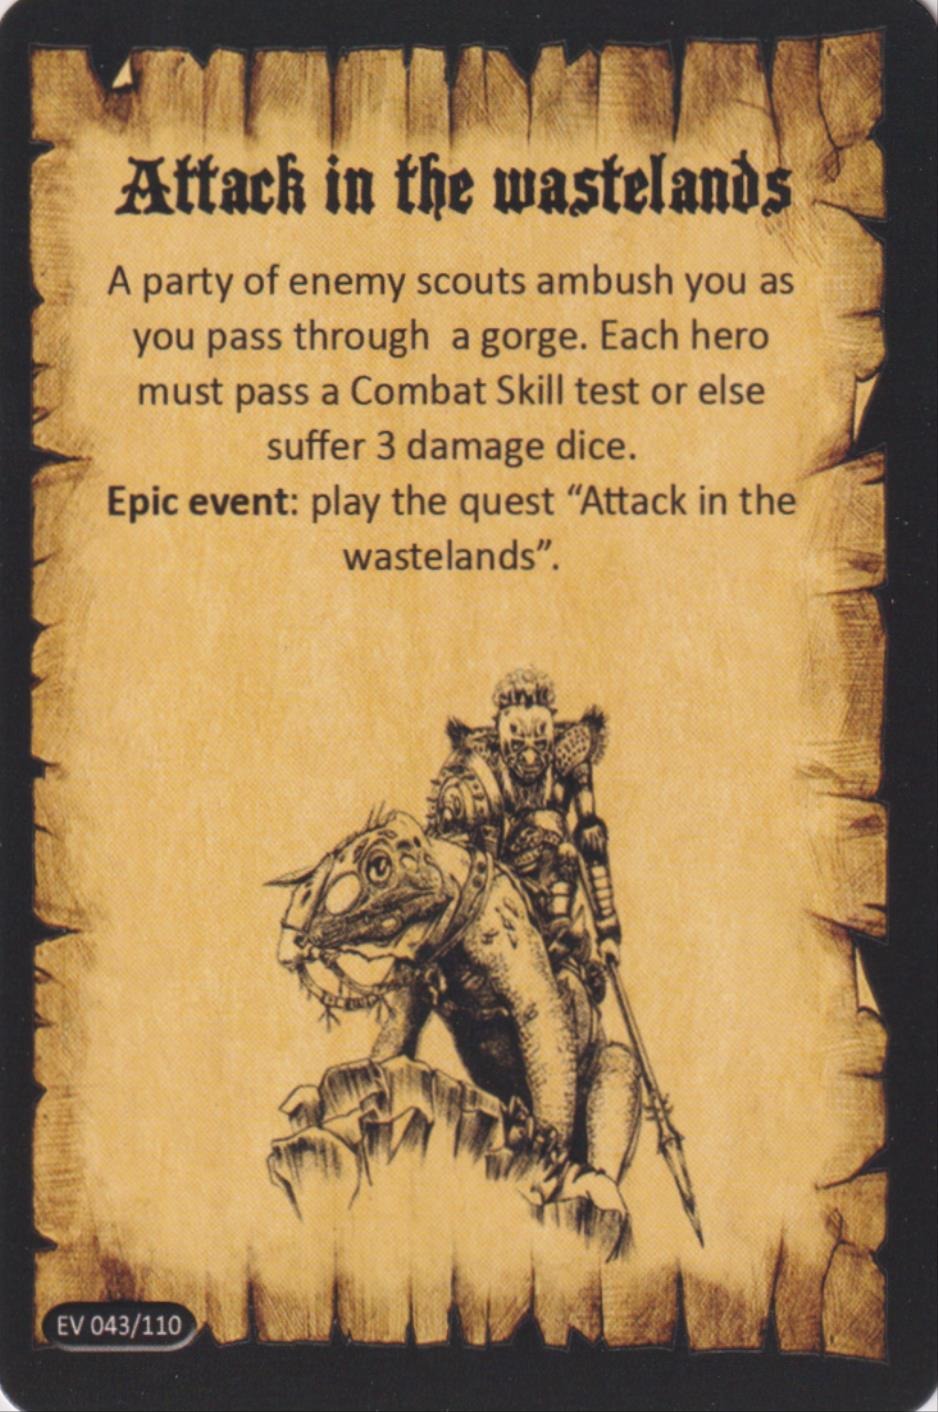 Attack in the wastelands
A party of enemy scouts ambush you as
you pass through a gorge. Each hero
must pass a Combat Skill test or else
suffer 3 damage dice.
Epic event: play the quest “Attack in the
wastelands”.
EV 043/110